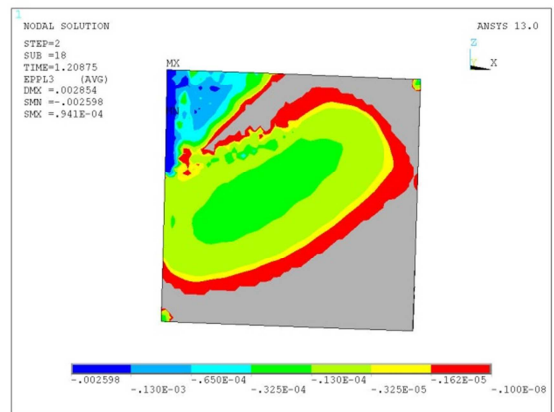 1
NODAL SOLUTION
ANSYS 13.0
STEP=2
SUB =18
TIME=1.20875
EPPL3 (AVG)
DMX =.002854
SMN =-.002598
SMX =.941E-04
MX
Z
Y X
-.002598 -.650E-04 -.130E-04 -.162E-05
-.130E-03 -.325E-04 -.325E-05 -.100E-08